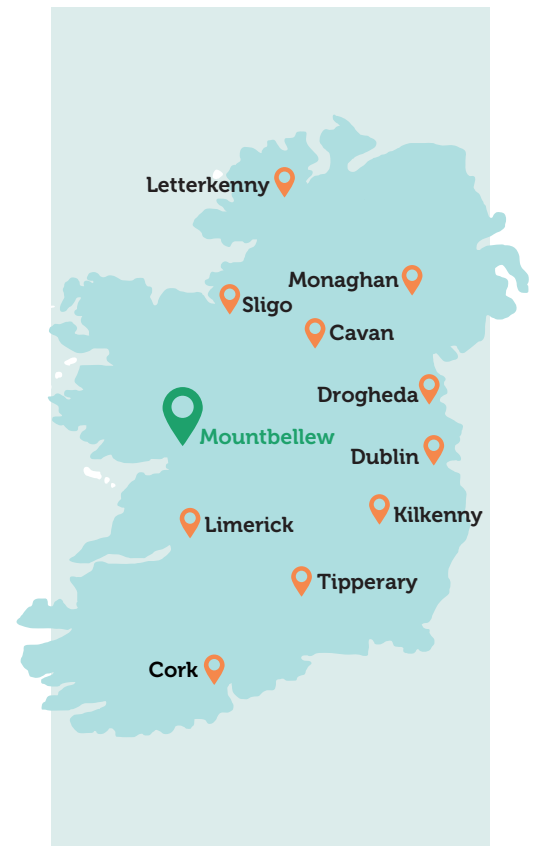 Letterkenny
Monaghan
Sligo
Cavan
Drogheda
Mountbellew
Dublin
Kilkenny
Limerick
Tipperary
Cork